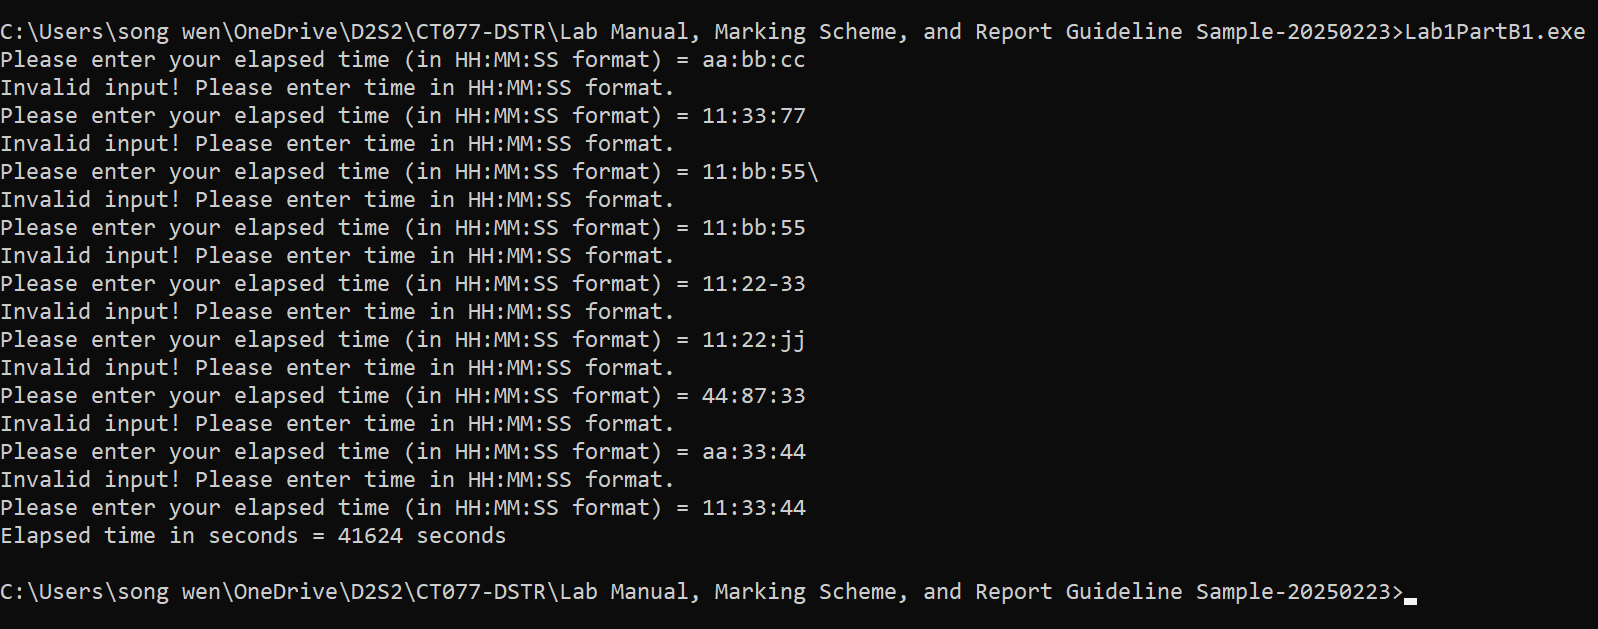 C:\Users\song wen\OneDrive\D2S2\CT077-DSTR\Lab Manual, Marking Scheme, and Report Guideline Sample-20250223>Lab1PartB1.exe
Please enter your elapsed time (in HH:MM:SS format) = aa:bb:cc
Invalid input! Please enter time in HH:MM:SS format.
Please enter your elapsed time (in HH:MM:SS format) = 11:33:77
Invalid input! Please enter time in HH:MM:SS format.
Please enter your elapsed time (in HH:MM:SS format) = 11:bb:55\
Invalid input! Please enter time in HH:MM:SS format.
Please enter your elapsed time (in HH:MM:SS format) = 11:bb:55
Invalid input! Please enter time in HH:MM:SS format.
Please enter your elapsed time (in HH:MM:SS format) = 11:22-33
Invalid input! Please enter time in HH:MM:SS format.
Please enter your elapsed time (in HH:MM:SS format) = 11:22:jj
Invalid input! Please enter time in HH:MM:SS format.
Please enter your elapsed time (in HH:MM:SS format) = 44:87:33
Invalid input! Please enter time in HH:MM:SS format.
Please enter your elapsed time (in HH:MM:SS format) = aa:33:44
Invalid input! Please enter time in HH:MM:SS format.
Please enter your elapsed time (in HH:MM:SS format) = 11:33:44
Elapsed time in seconds = 41624 seconds
C:\Users\song wen\OneDrive\D2S2\CT077-DSTR\Lab Manual, Marking Scheme, and Report Guideline Sample-20250223>